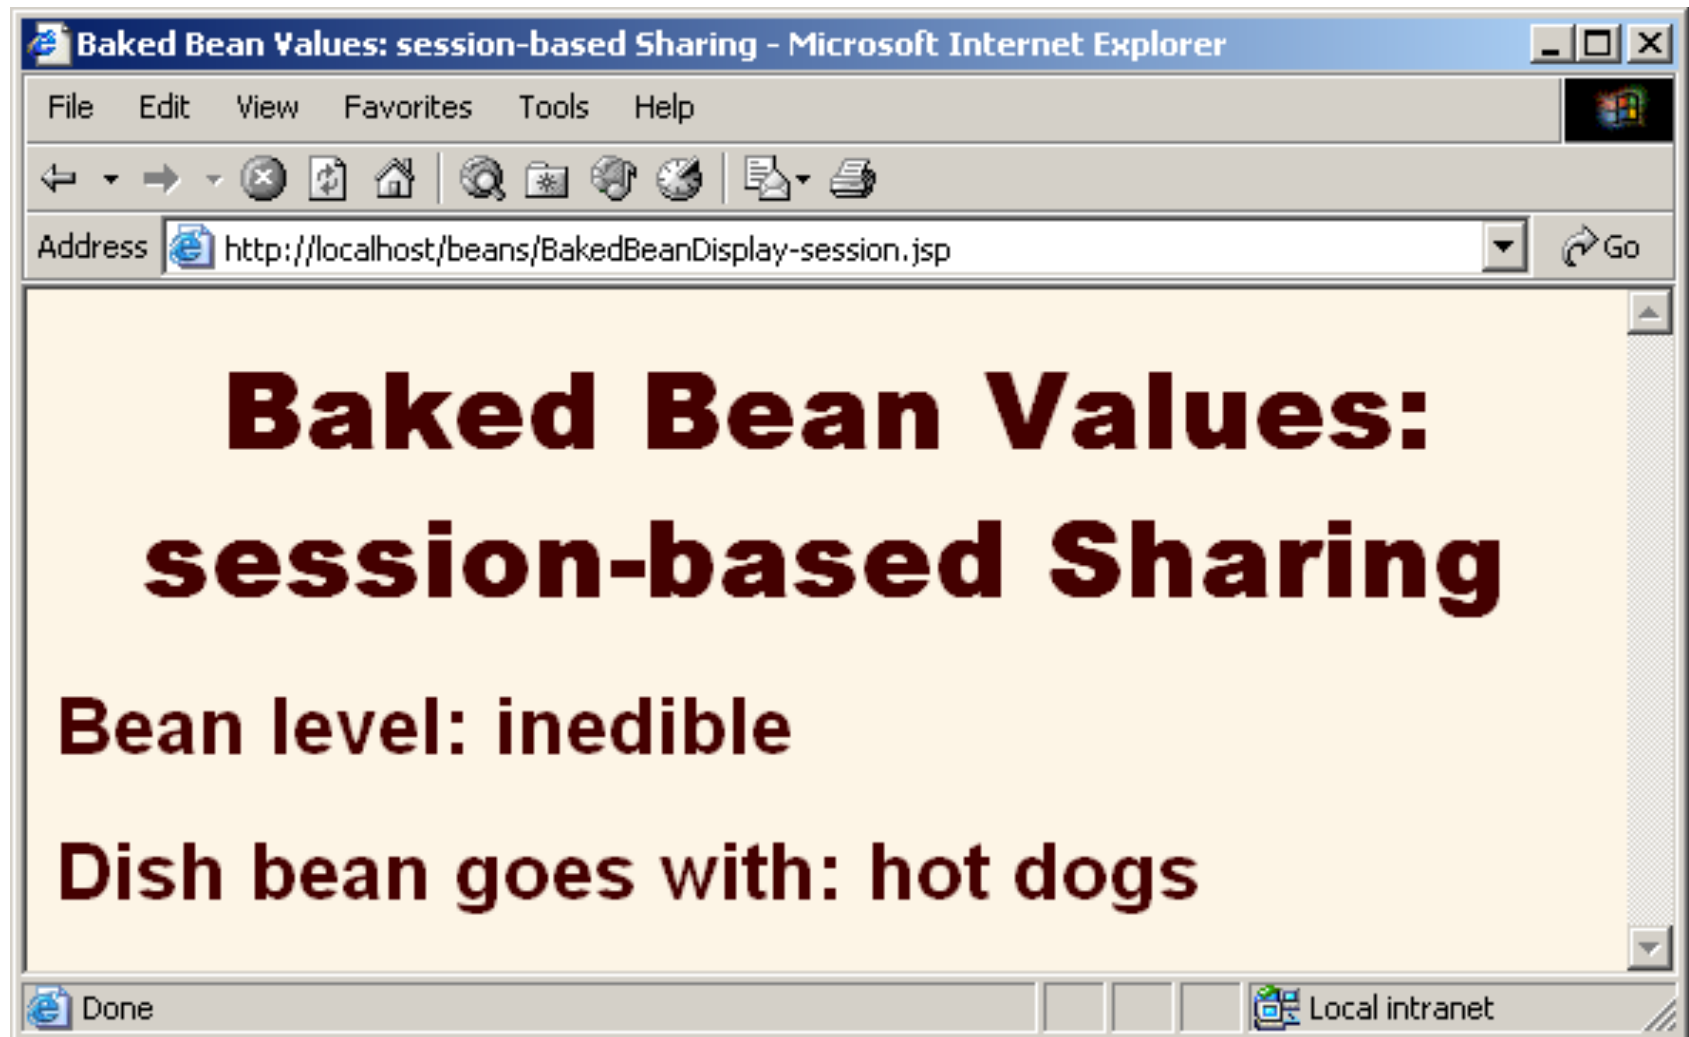 Baked Bean Values: session-based Sharing - Microsoft Internet Explorer
File Edit View Favorites Tools Help
Address http://localhost/beans/BakedBeanDisplay-session.jsp Go
Baked Bean Values:
session-based Sharing
Bean level: inedible
Dish bean goes with: hot dogs
Done Local intranet